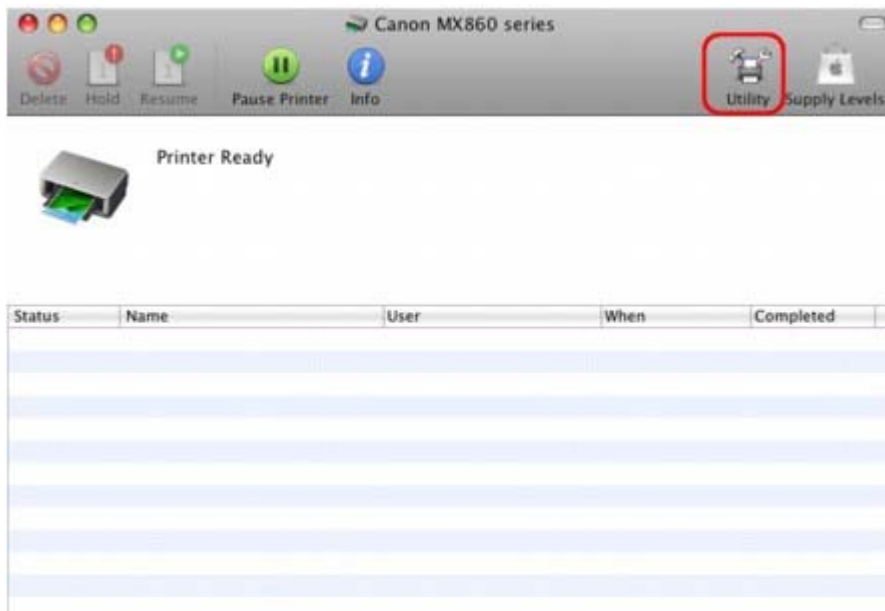 Canon MX860 series
Delete Hold Resume Pause Printer Info Utility Supply Levels
Printer Ready
Status Name User When Completed